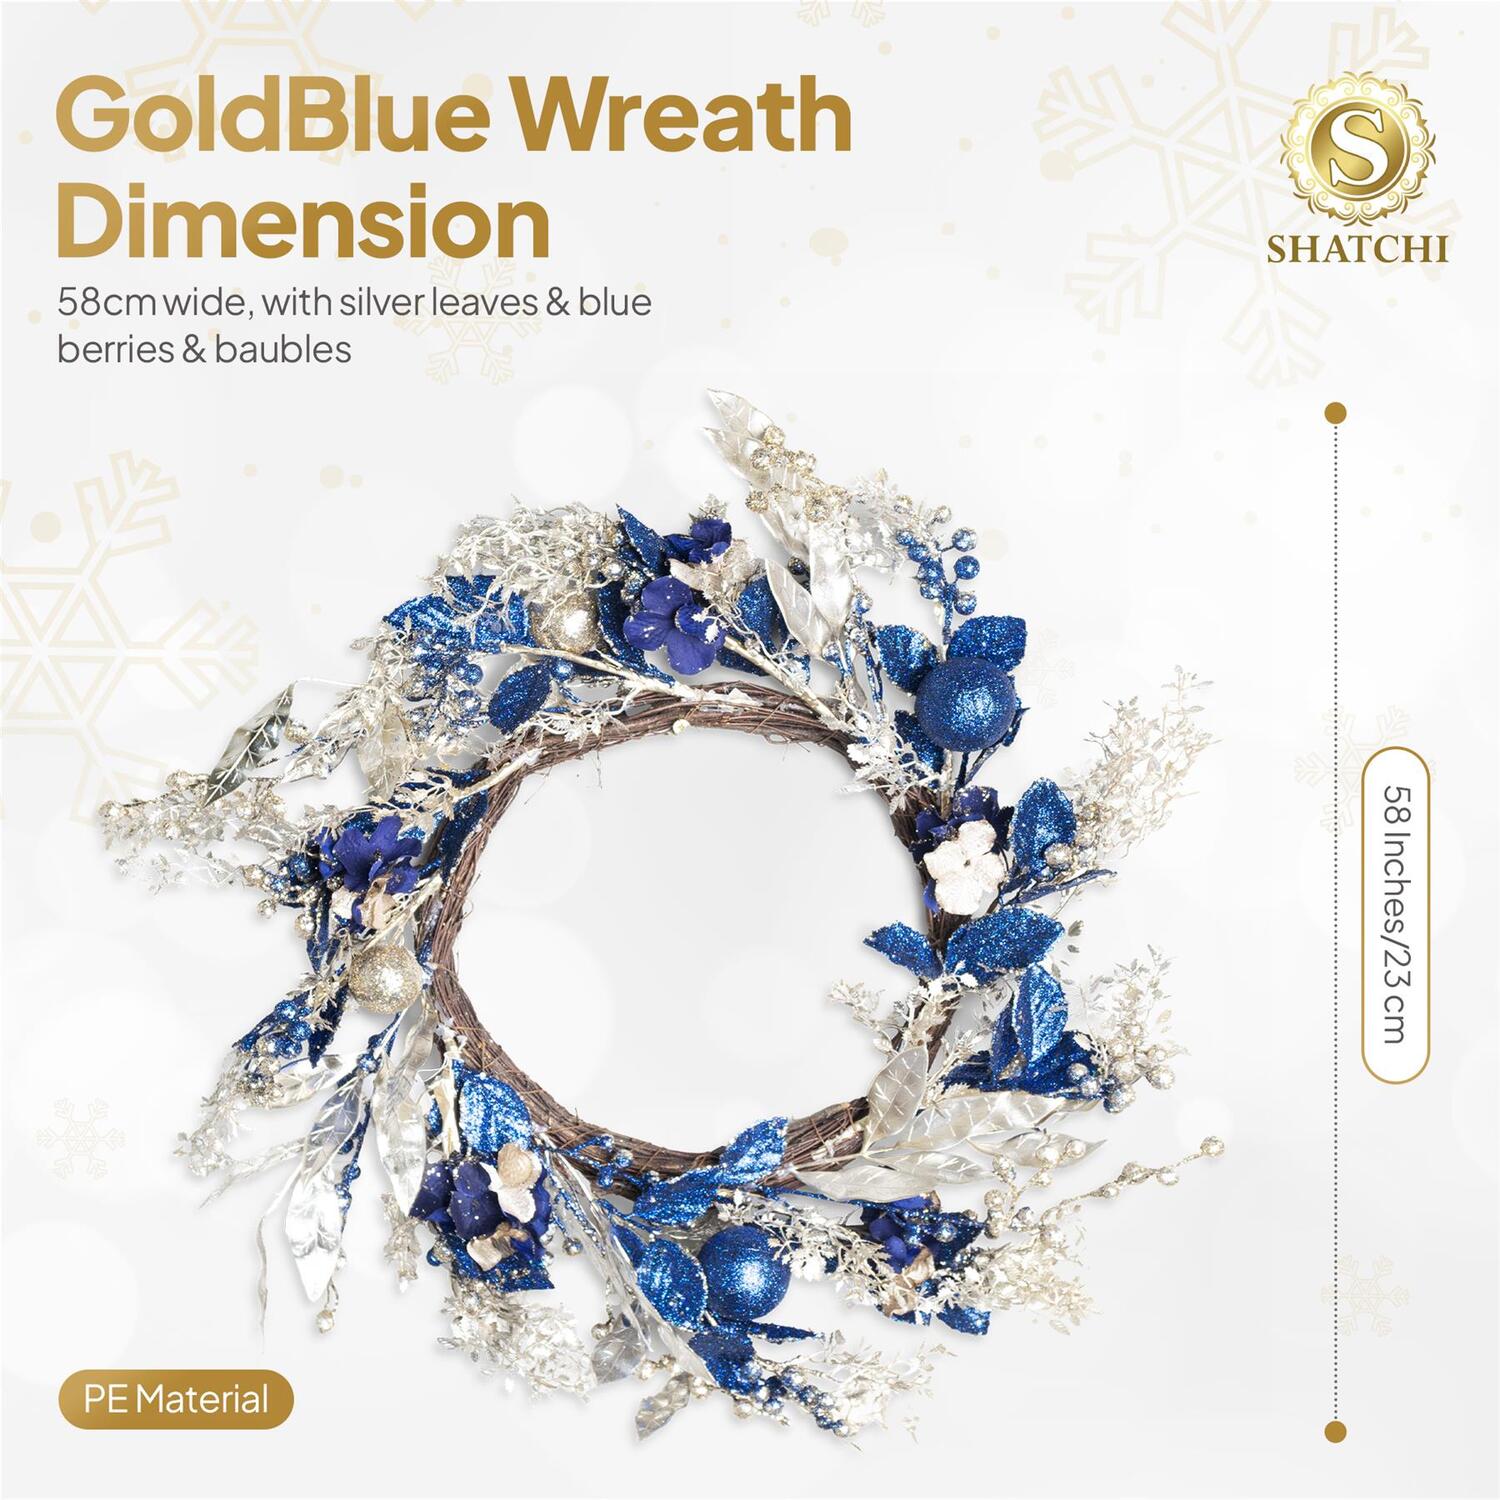 GoldBlue Wreath
Dimension
58cm wide, with silver leaves & blue
berries & baubles
S
SHATCHI
58 Inches/23 cm
PE Material